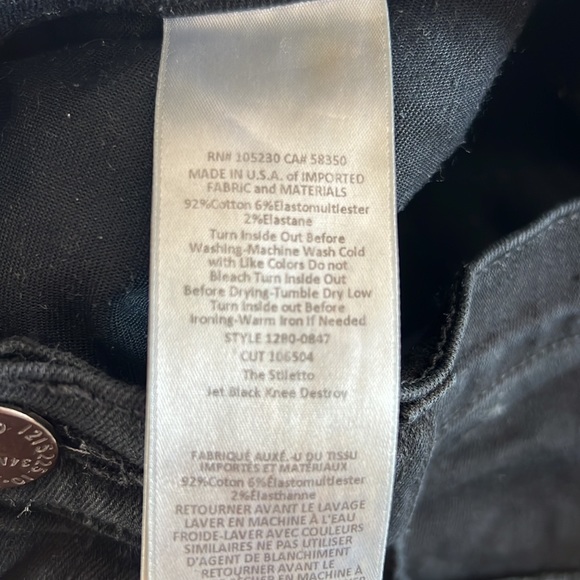 RN# 105230 CA# 58350
MADE IN U.S.A. of IMPORTED
FABRIC and MATERIALS
92%Cotton 6%Elastomultiester
2%Elastane
Turn Inside Out Before
Washing-Machine Wash Cold
with Like Colors Do not
Bleach Turn Inside Out
Before Drying-Tumble Dry Low
Turn Inside out Before
Ironing-Warm Iron If Needed
STYLE 1280-0847
CUT 106504
The Stiletto
Jet Black Knee Destroy
FABRIQUÉ AUXÉ.-U DU TISSU
IMPORTÉS ET MATÉRIAUX
92%Coton 6%Elastomultiester
2%Élasthanne
RETOURNER AVANT LE LAVAGE
LAVER EN MACHINE À L'EAU
FROIDE-LAVER AVEC COULEURS
SIMILAIRES NE PAS UTILISER
D'AGENT DE BLANCHIMENT
RETOURNER AVANT LE